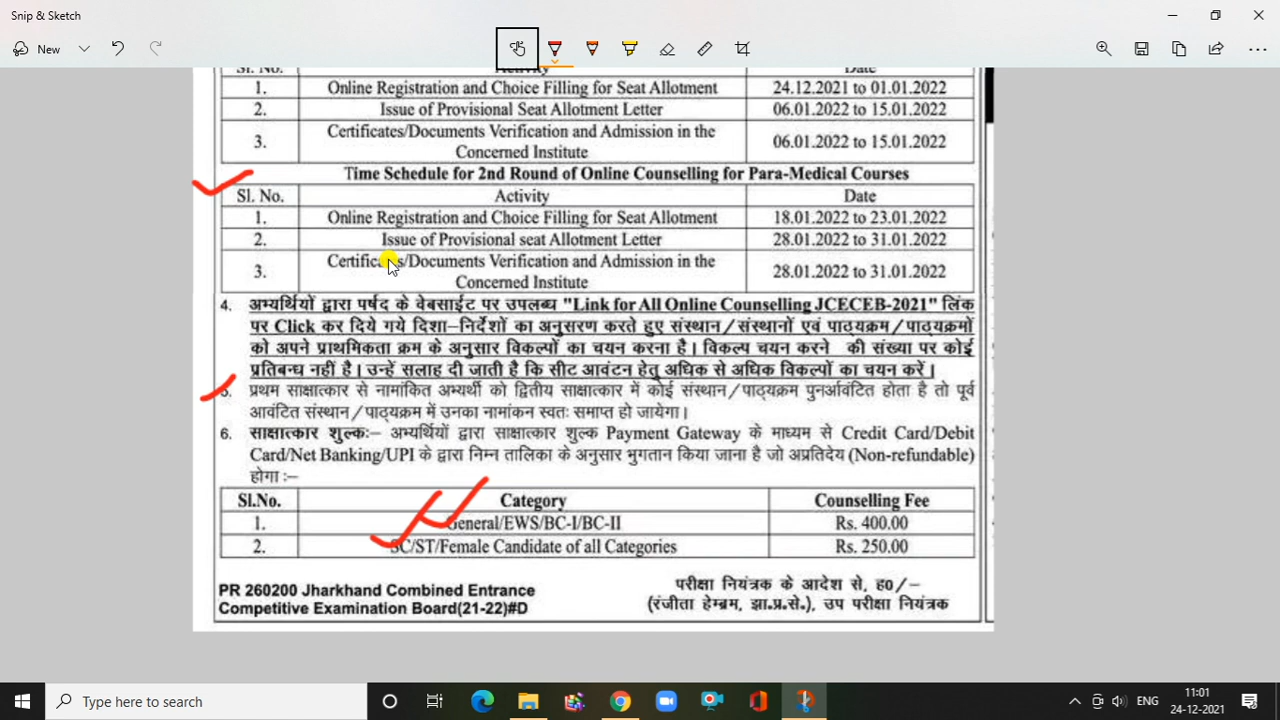 Snip & Sketch
New
Sl. No. Activity Date
1. Online Registration and Choice Filling for Seat Allotment 24.12.2021 to 01.01.2022
2. Issue of Provisional Seat Allotment Letter 06.01.2022 to 15.01.2022
3. Certificates/Documents Verification and Admission in the Concerned Institute 06.01.2022 to 15.01.2022
Time Schedule for 2nd Round of Online Counselling for Para-Medical Courses
Sl. No. Activity Date
1. Online Registration and Choice Filling for Seat Allotment 18.01.2022 to 23.01.2022
2. Issue of Provisional seat Allotment Letter 28.01.2022 to 31.01.2022
3. Certificates/Documents Verification and Admission in the Concerned Institute 28.01.2022 to 31.01.2022
4. अभ्यर्थियों द्वारा पर्षद के वेबसाईट पर उपलब्ध "Link for All Online Counselling JCECEB-2021" लिंक
पर Click कर दिये गये दिशा–निर्देशों का अनुसरण करते हुए संस्थान/संस्थानों एवं पाठ्यक्रम/पाठ्यक्रमों
को अपने प्राथमिकता क्रम के अनुसार विकल्पों का चयन करना है। विकल्प चयन करने की संख्या पर कोई
प्रतिबन्ध नहीं है। उन्हें सलाह दी जाती है कि सीट आवंटन हेतु अधिक से अधिक विकल्पों का चयन करें।
5. प्रथम साक्षात्कार से नामांकित अभ्यर्थी को द्वितीय साक्षात्कार में कोई संस्थान/पाठ्यक्रम पुनर्आवंटित होता है तो पूर्व
आवंटित संस्थान/पाठ्यक्रम में उनका नामांकन स्वतः समाप्त हो जायेगा।
6. साक्षात्कार शुल्कः– अभ्यर्थियों द्वारा साक्षात्कार शुल्क Payment Gateway के माध्यम से Credit Card/Debit
Card/Net Banking/UPI के द्वारा निम्न तालिका के अनुसार भुगतान किया जाना है जो अप्रतिदेय (Non-refundable)
होगा :–
Sl.No. Category Counselling Fee
1. General/EWS/BC-I/BC-II Rs. 400.00
2. SC/ST/Female Candidate of all Categories Rs. 250.00
PR 260200 Jharkhand Combined Entrance
Competitive Examination Board(21-22)#D
परीक्षा नियंत्रक के आदेश से, ह0/–
(रंजीता हेम्ब्रम, झा.प्र.से.), उप परीक्षा नियंत्रक
Type here to search
ENG
11:01
24-12-2021